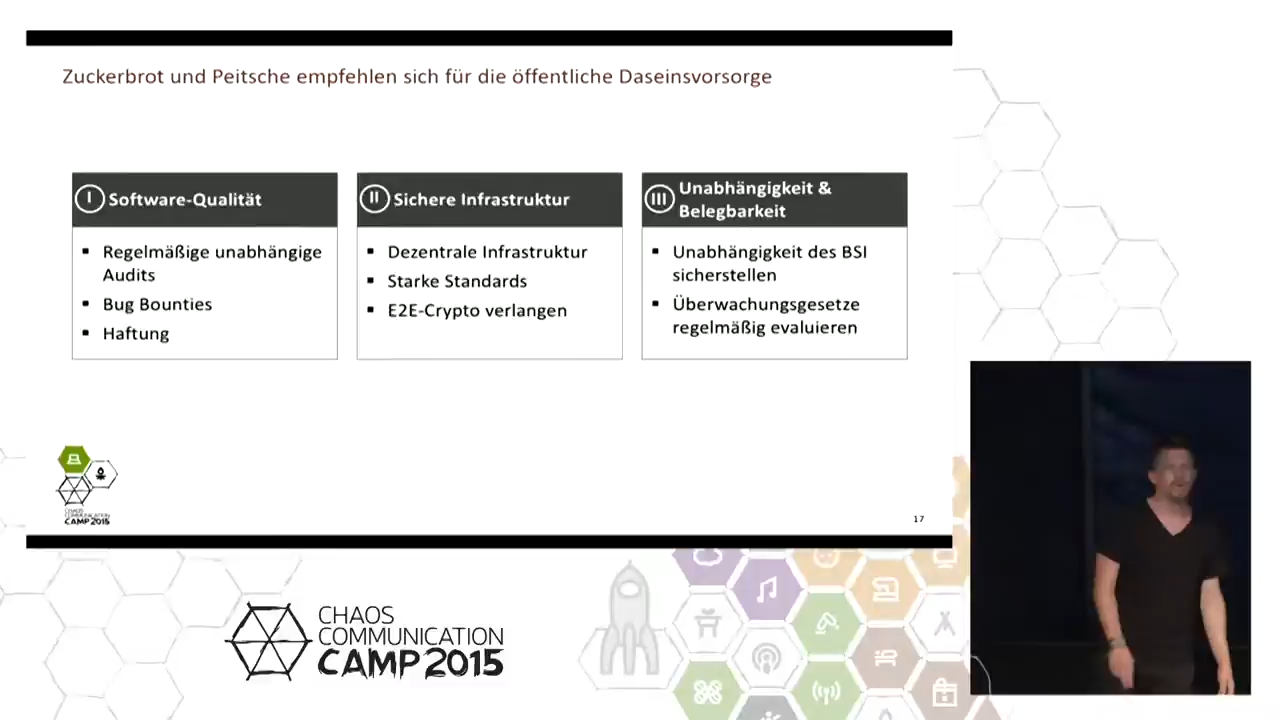 Zuckerbrot und Peitsche empfehlen sich für die öffentliche Daseinsvorsorge
I Software-Qualität
▪ Regelmäßige unabhängige
Audits
▪ Bug Bounties
▪ Haftung
II Sichere Infrastruktur
▪ Dezentrale Infrastruktur
▪ Starke Standards
▪ E2E-Crypto verlangen
III Unabhängigkeit &
Belegbarkeit
▪ Unabhängigkeit des BSI
sicherstellen
▪ Überwachungsgesetze
regelmäßig evaluieren
CHAOS
COMMUNICATION
CAMP 2015
17
CHAOS
COMMUNICATION
CAMP 2015